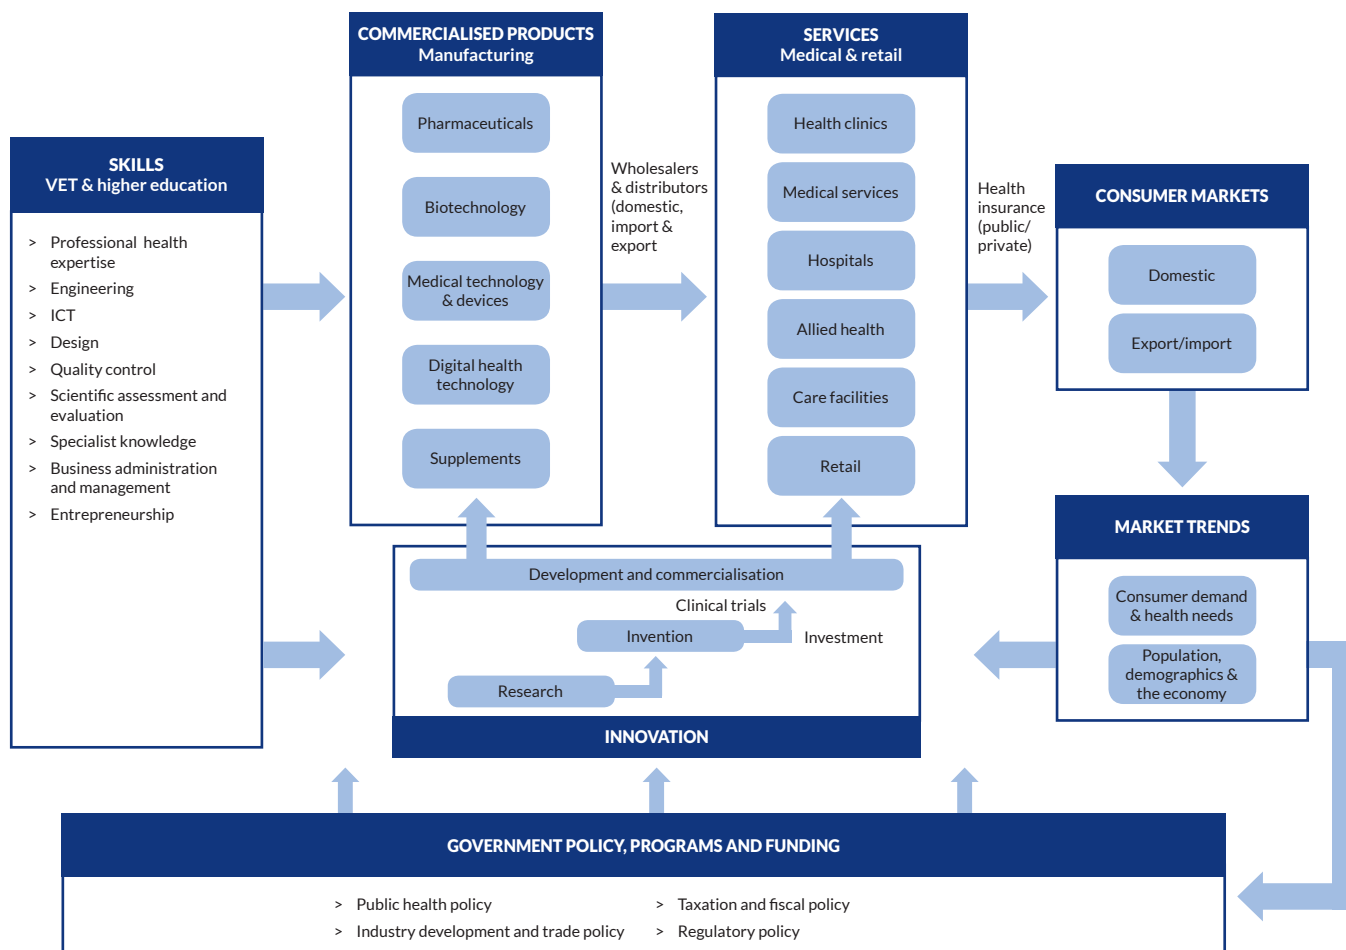 COMMERCIALISED PRODUCTS
Manufacturing
Pharmaceuticals
Biotechnology
Medical technology
& devices
Digital health
technology
Supplements
SERVICES
Medical & retail
Health clinics
Medical services
Hospitals
Allied health
Care facilities
Retail
SKILLS
VET & higher education
> Professional health
expertise
> Engineering
> ICT
> Design
> Quality control
> Scientific assessment and
evaluation
> Specialist knowledge
> Business administration
and management
> Entrepreneurship
Wholesalers
& distributors
(domestic,
import &
export
Health
insurance
(public/
private)
CONSUMER MARKETS
Domestic
Export/import
MARKET TRENDS
Consumer demand
& health needs
Population,
demographics &
the economy
Development and commercialisation
Clinical trials
Invention
Investment
Research
INNOVATION
GOVERNMENT POLICY, PROGRAMS AND FUNDING
> Public health policy
> Industry development and trade policy
> Taxation and fiscal policy
> Regulatory policy